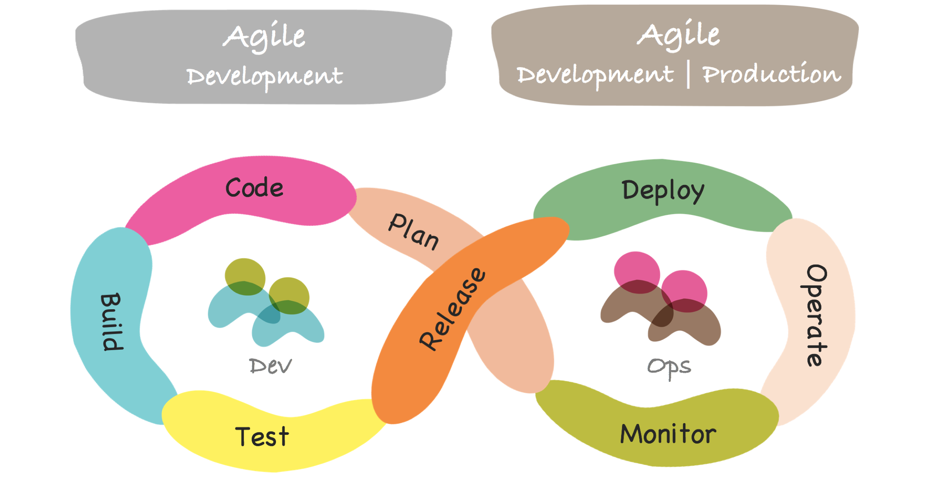 Agile
Development
Agile
Development | Production
Code
Plan
Build
Dev
Test
Release
Deploy
Operate
Ops
Monitor